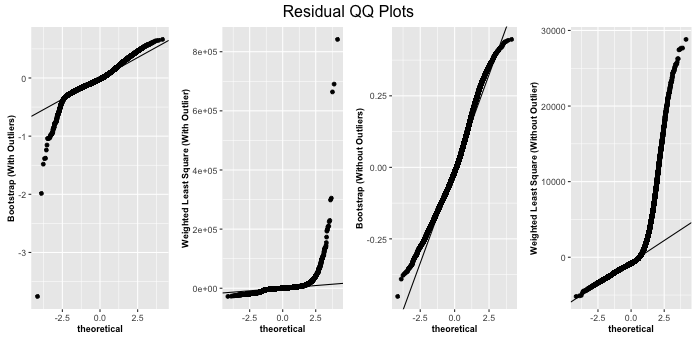 Residual QQ Plots
Bootstrap (With Outliers)
0
-1
-2
-3
-2.5 0.0 2.5
theoretical
Weighted Least Square (With Outlier)
8e+05
6e+05
4e+05
2e+05
0e+00
-2.5 0.0 2.5
theoretical
Bootstrap (Without Outliers)
0.25
0.00
-0.25
-2.5 0.0 2.5
theoretical
Weighted Least Square (Without Outlier)
30000
20000
10000
0
-2.5 0.0 2.5
theoretical